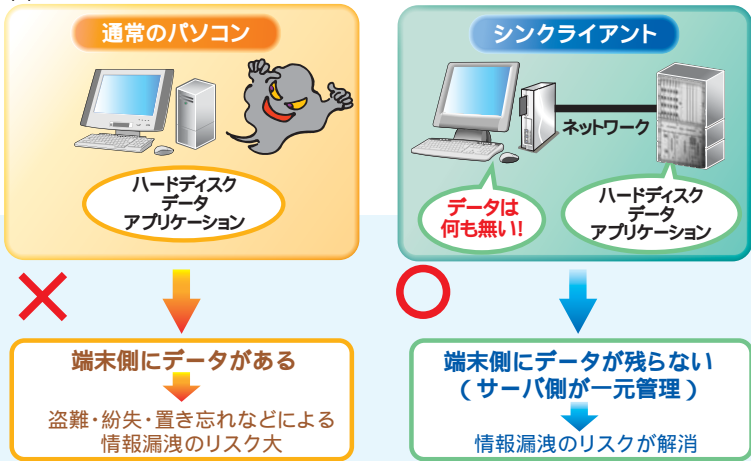 通常のパソコン
ハードディスク
データ
アプリケーション
端末側にデータがある
盗難・紛失・置き忘れなどによる
情報漏洩のリスク大
シンクライアント
ネットワーク
データは
何も無い!
ハードディスク
データ
アプリケーション
端末側にデータが残らない
(サーバ側が一元管理)
情報漏洩のリスクが解消